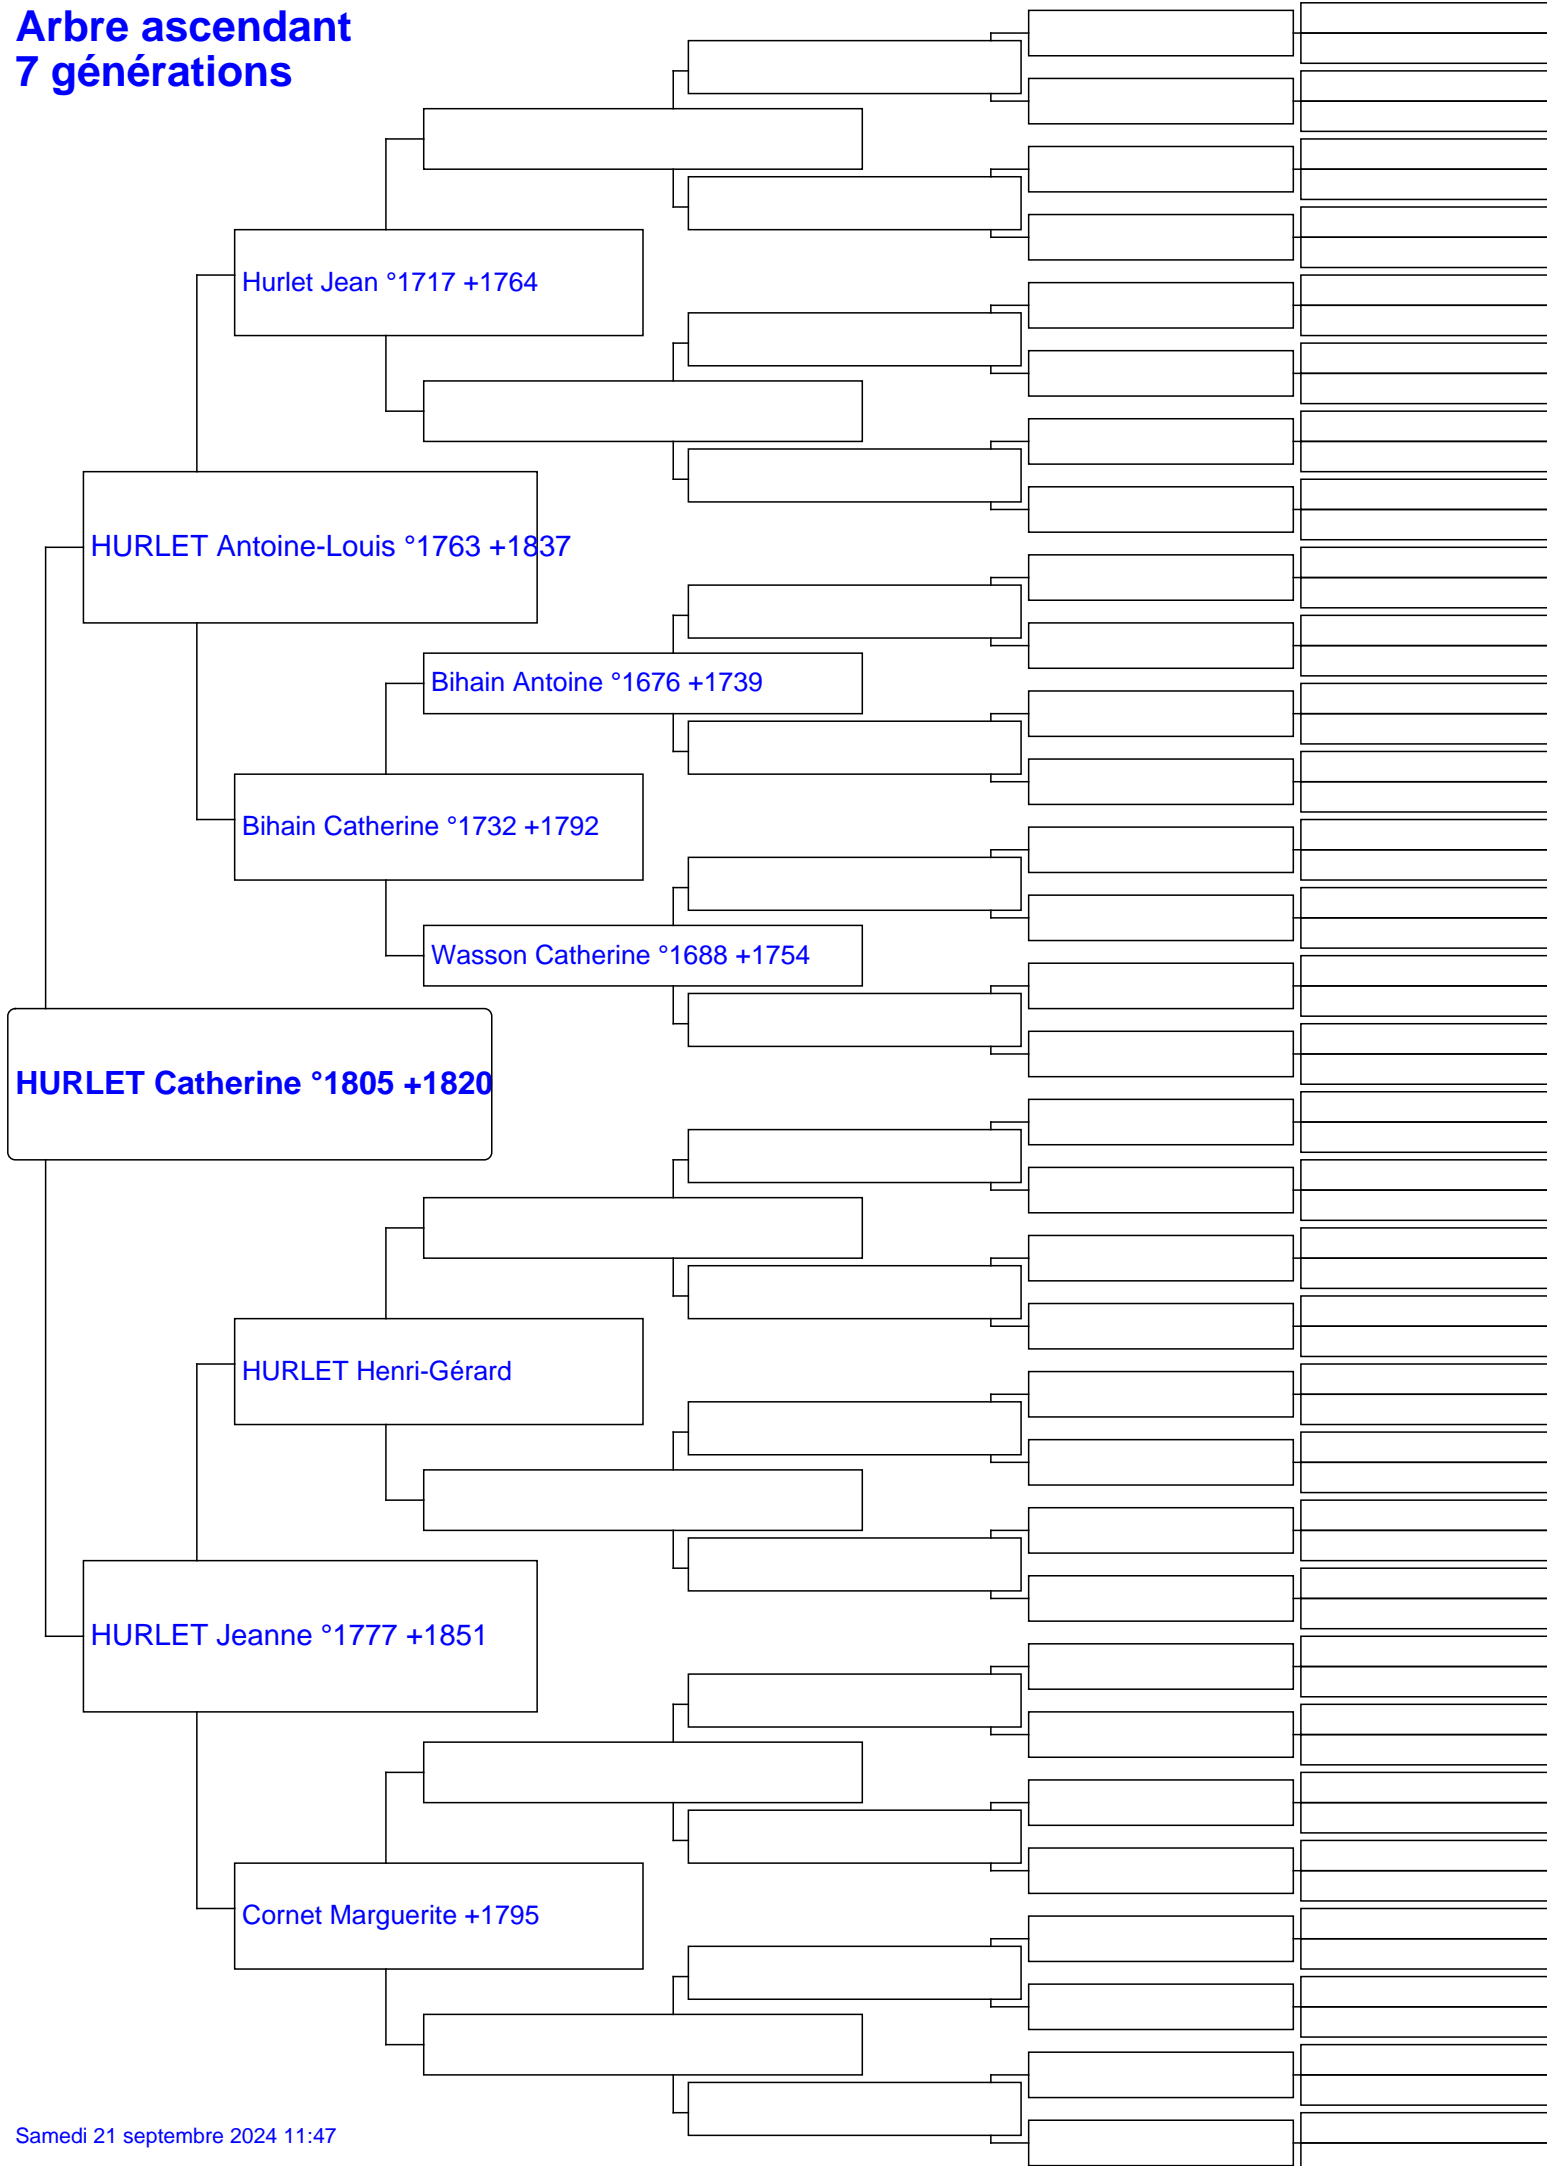 Arbre ascendant
7 générations
Hurlet Jean °1717 +1764
HURLET Antoine-Louis °1763 +1837
Bihain Antoine °1676 +1739
Bihain Catherine °1732 +1792
Wasson Catherine °1688 +1754
HURLET Catherine °1805 +1820
HURLET Henri-Gérard
HURLET Jeanne °1777 +1851
Cornet Marguerite +1795
Samedi 21 septembre 2024 11:47